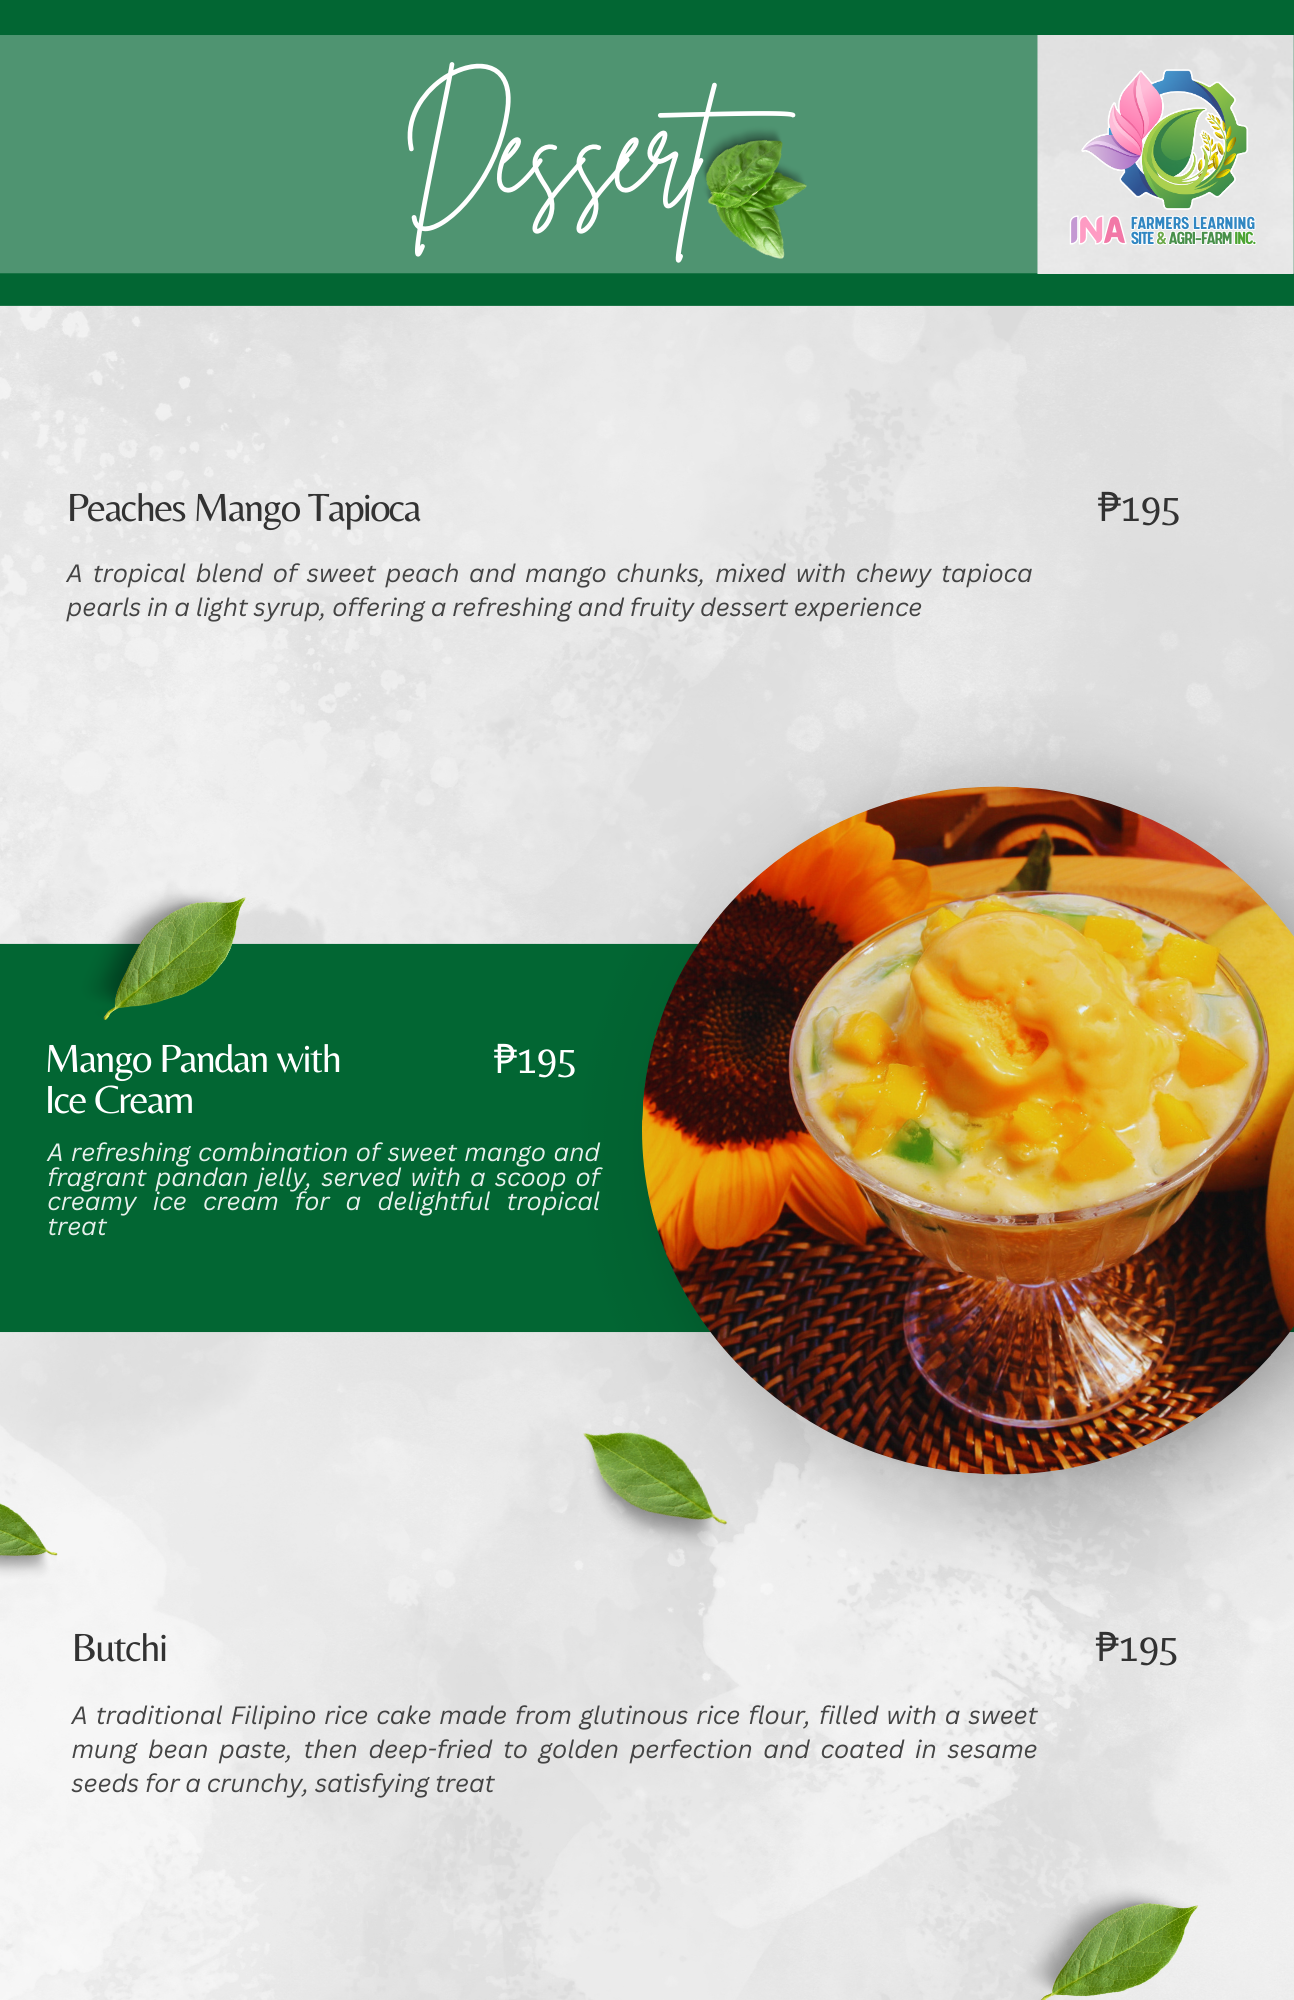 Dessert
INA FARMERS LEARNING
SITE & AGRI-FARM INC.
Peaches Mango Tapioca ₱195
A tropical blend of sweet peach and mango chunks, mixed with chewy tapioca
pearls in a light syrup, offering a refreshing and fruity dessert experience
Mango Pandan with ₱195
Ice Cream
A refreshing combination of sweet mango and
fragrant pandan jelly, served with a scoop of
creamy ice cream for a delightful tropical
treat
Butchi ₱195
A traditional Filipino rice cake made from glutinous rice flour, filled with a sweet
mung bean paste, then deep-fried to golden perfection and coated in sesame
seeds for a crunchy, satisfying treat